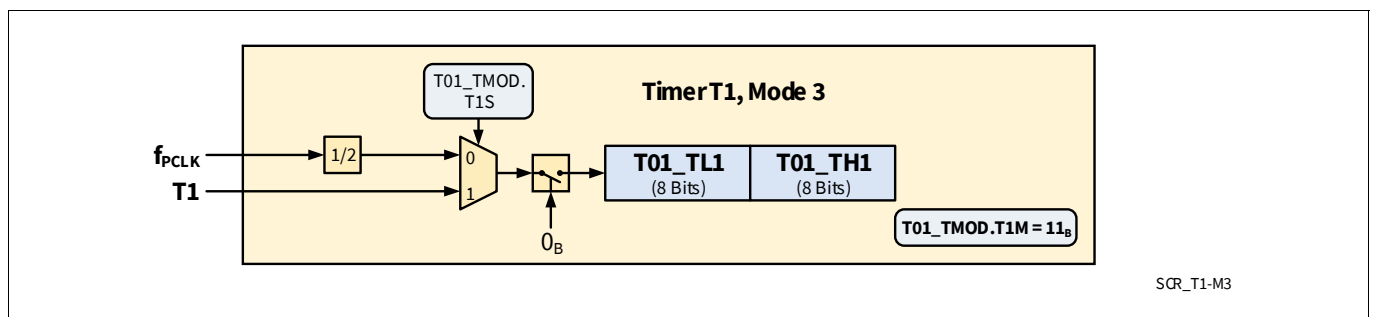 T01_TMOD.
T1S
Timer T1, Mode 3
fPCLK
1/2
0
T1
1
T01_TL1
(8 Bits)
T01_TH1
(8 Bits)
0B
T01_TMOD.T1M = 11B
SCR_T1-M3